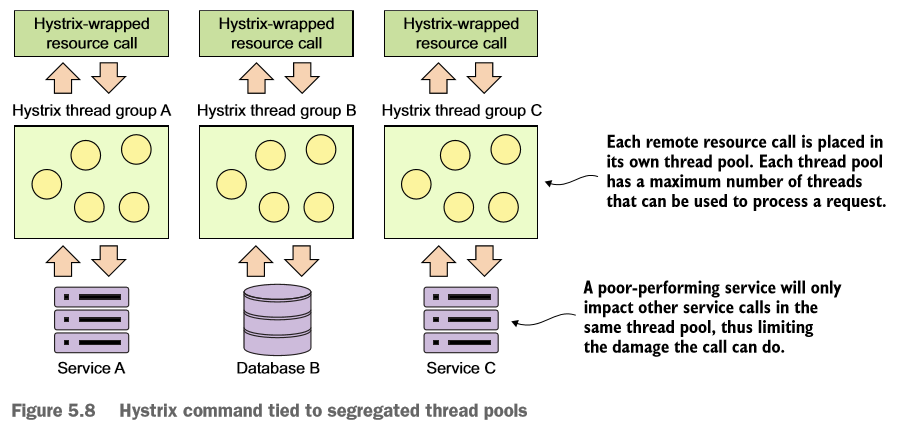 Hystrix-wrapped
resource call
Hystrix-wrapped
resource call
Hystrix-wrapped
resource call
Hystrix thread group A
Hystrix thread group B
Hystrix thread group C
Each remote resource call is placed in
its own thread pool. Each thread pool
has a maximum number of threads
that can be used to process a request.
A poor-performing service will only
impact other service calls in the
same thread pool, thus limiting
the damage the call can do.
Service A
Database B
Service C
Figure 5.8 Hystrix command tied to segregated thread pools